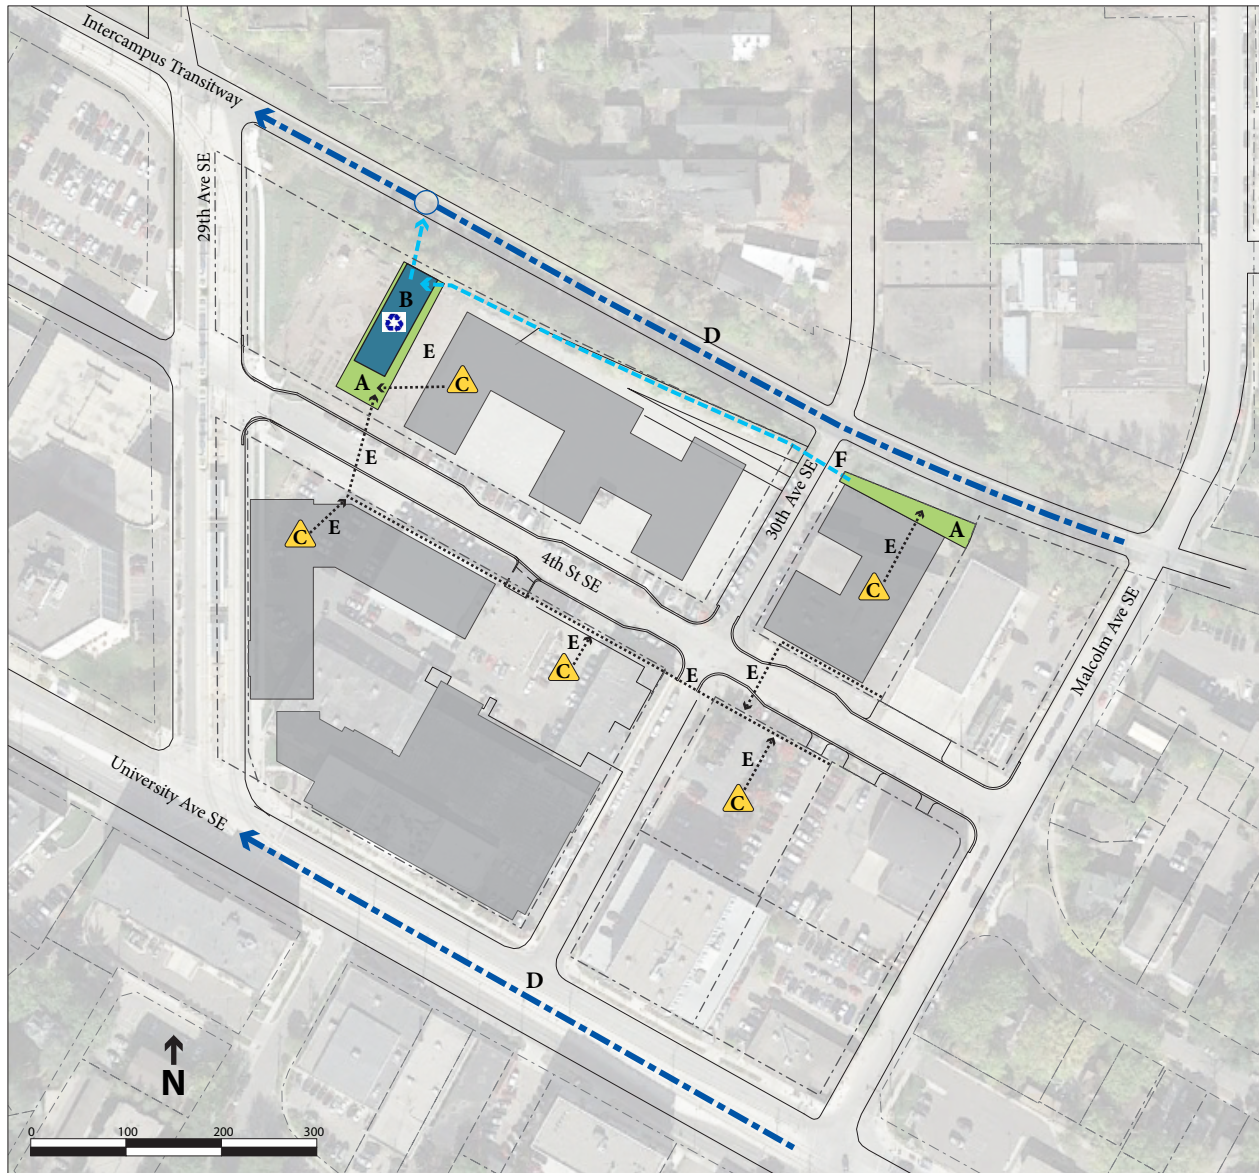 Intercampus Transitway
29th Ave SE
B
D
E
A
C
E
F
30th Ave SE
A
E
C
E
C
4th St SE
E
C
E
E
Malcolm Ave SE
E
C
University Ave SE
D
N
0 100 200 300